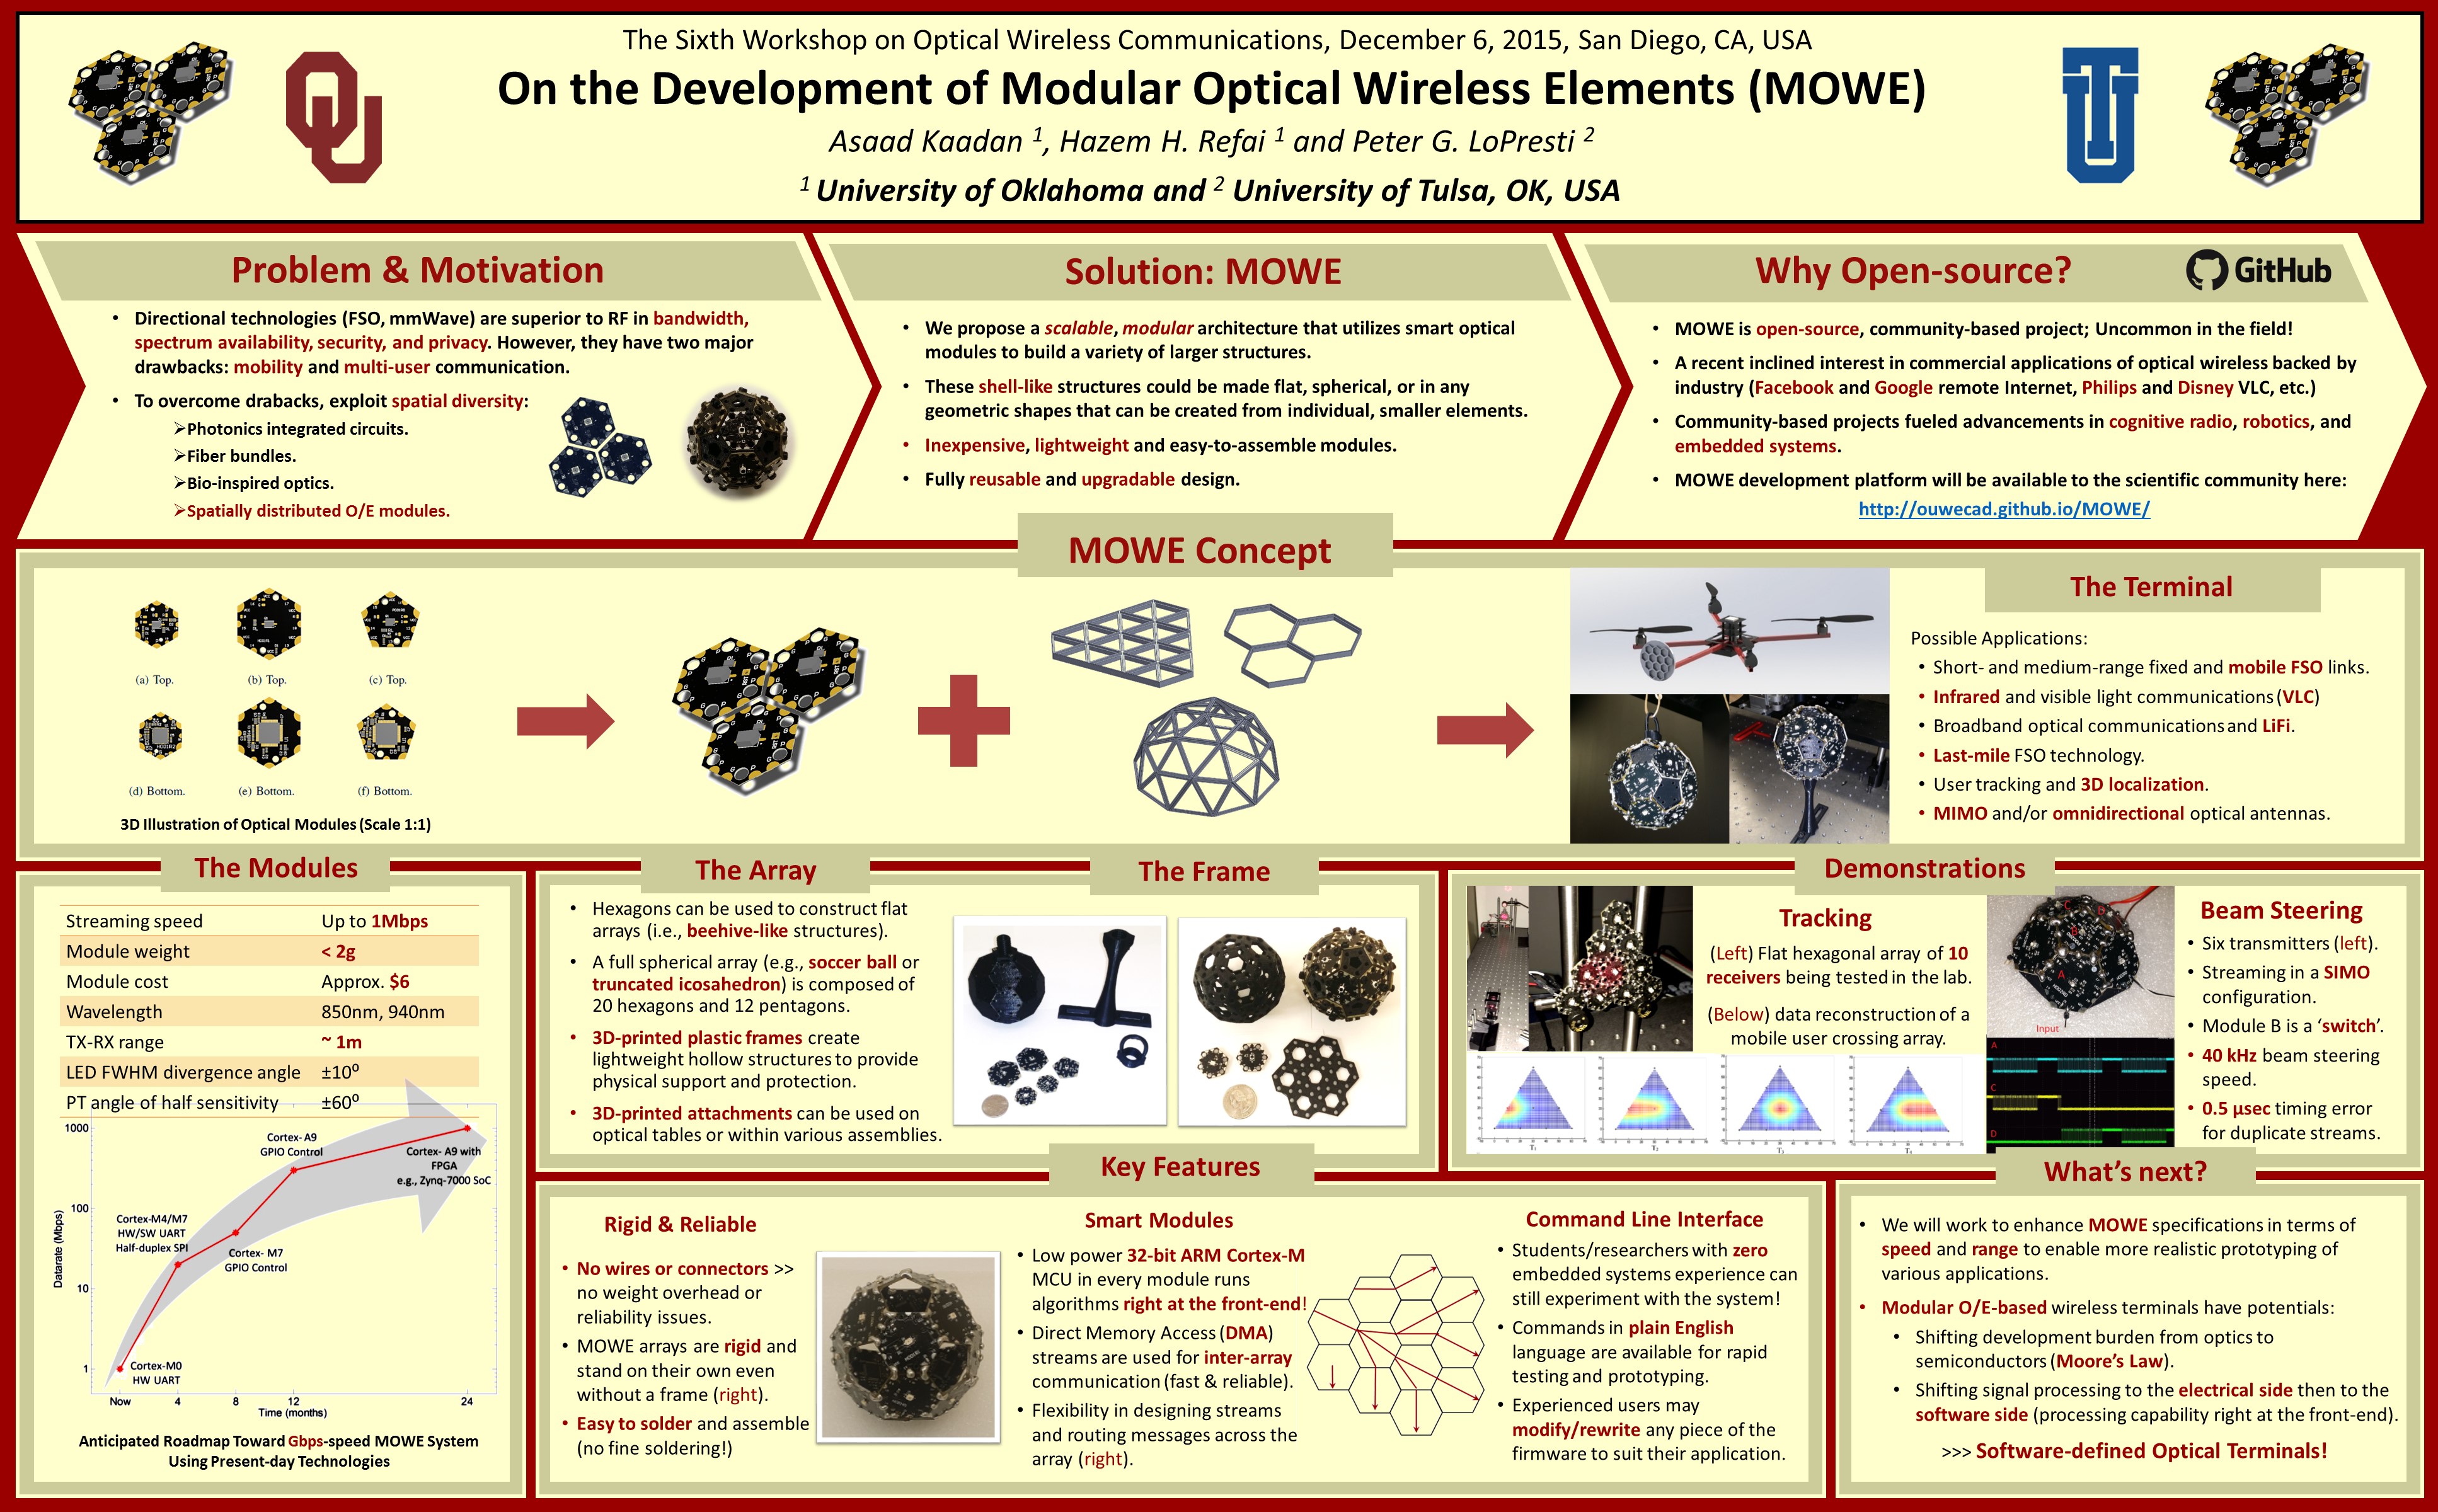 The Sixth Workshop on Optical Wireless Communications, December 6, 2015, San Diego, CA, USA
On the Development of Modular Optical Wireless Elements (MOWE)
Asaad Kaadan 1, Hazem H. Refai 1 and Peter G. LoPresti 2
1 University of Oklahoma and 2 University of Tulsa, OK, USA
Problem & Motivation
• Directional technologies (FSO, mmWave) are superior to RF in bandwidth,
spectrum availability, security, and privacy. However, they have two major
drawbacks: mobility and multi-user communication.
• To overcome drabacks, exploit spatial diversity:
➢Photonics integrated circuits.
➢Fiber bundles.
➢Bio-inspired optics.
➢Spatially distributed O/E modules.
Solution: MOWE
• We propose a scalable, modular architecture that utilizes smart optical
modules to build a variety of larger structures.
• These shell-like structures could be made flat, spherical, or in any
geometric shapes that can be created from individual, smaller elements.
• Inexpensive, lightweight and easy-to-assemble modules.
• Fully reusable and upgradable design.
Why Open-source?
GitHub
• MOWE is open-source, community-based project; Uncommon in the field!
• A recent inclined interest in commercial applications of optical wireless backed by
industry (Facebook and Google remote Internet, Philips and Disney VLC, etc.)
• Community-based projects fueled advancements in cognitive radio, robotics, and
embedded systems.
• MOWE development platform will be available to the scientific community here:
http://ouwecad.github.io/MOWE/
MOWE Concept
(a) Top.
(b) Top.
(c) Top.
(d) Bottom.
(e) Bottom.
(f) Bottom.
3D Illustration of Optical Modules (Scale 1:1)
The Terminal
Possible Applications:
• Short- and medium-range fixed and mobile FSO links.
• Infrared and visible light communications (VLC)
• Broadband optical communications and LiFi.
• Last-mile FSO technology.
• User tracking and 3D localization.
• MIMO and/or omnidirectional optical antennas.
The Modules
Streaming speed Up to 1Mbps
Module weight < 2g
Module cost Approx. $6
Wavelength 850nm, 940nm
TX-RX range ~ 1m
LED FWHM divergence angle ±10⁰
PT angle of half sensitivity ±60⁰
Datarate (Mbps)
1000
100
10
1
Cortex- A9
GPIO Control
Cortex- A9 with
FPGA
e.g., Zynq-7000 SoC
Cortex-M4/M7
HW/SW UART
Half-duplex SPI
Cortex- M7
GPIO Control
Cortex-M0
HW UART
Now 4 8 12 24
Time (months)
Anticipated Roadmap Toward Gbps-speed MOWE System
Using Present-day Technologies
The Array
• Hexagons can be used to construct flat
arrays (i.e., beehive-like structures).
• A full spherical array (e.g., soccer ball or
truncated icosahedron) is composed of
20 hexagons and 12 pentagons.
• 3D-printed plastic frames create
lightweight hollow structures to provide
physical support and protection.
• 3D-printed attachments can be used on
optical tables or within various assemblies.
The Frame
Demonstrations
Tracking
(Left) Flat hexagonal array of 10
receivers being tested in the lab.
(Below) data reconstruction of a
mobile user crossing array.
T1
T2
T3
T4
C
B
A
Input
A
C
D
Beam Steering
• Six transmitters (left).
• Streaming in a SIMO
configuration.
• Module B is a ‘switch’.
• 40 kHz beam steering
speed.
• 0.5 µsec timing error
for duplicate streams.
Key Features
Rigid & Reliable
• No wires or connectors >>
no weight overhead or
reliability issues.
• MOWE arrays are rigid and
stand on their own even
without a frame (right).
• Easy to solder and assemble
(no fine soldering!)
Smart Modules
• Low power 32-bit ARM Cortex-M
MCU in every module runs
algorithms right at the front-end!
• Direct Memory Access (DMA)
streams are used for inter-array
communication (fast & reliable).
• Flexibility in designing streams
and routing messages across the
array (right).
Command Line Interface
• Students/researchers with zero
embedded systems experience can
still experiment with the system!
• Commands in plain English
language are available for rapid
testing and prototyping.
• Experienced users may
modify/rewrite any piece of the
firmware to suit their application.
What’s next?
• We will work to enhance MOWE specifications in terms of
speed and range to enable more realistic prototyping of
various applications.
• Modular O/E-based wireless terminals have potentials:
• Shifting development burden from optics to
semiconductors (Moore’s Law).
• Shifting signal processing to the electrical side then to the
software side (processing capability right at the front-end).
>>> Software-defined Optical Terminals!